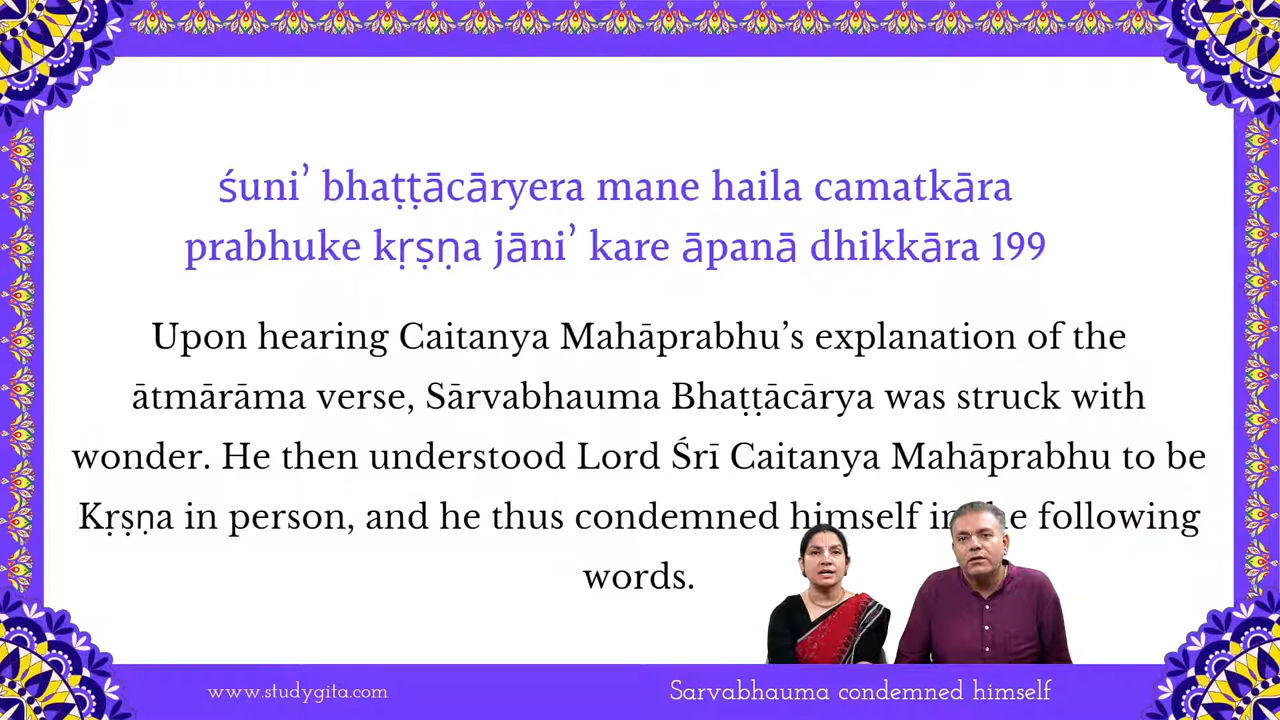 śuni’ bhaṭṭācāryera mane haila camatkāra
prabhuke kṛṣṇa jāni’ kare āpanā dhikkāra 199
Upon hearing Caitanya Mahāprabhu’s explanation of the
ātmārāma verse, Sārvabhauma Bhaṭṭācārya was struck with
wonder. He then understood Lord Śrī Caitanya Mahāprabhu to be
Kṛṣṇa in person, and he thus condemned himself in the following
words.
www.studygita.com
Sarvabhauma condemned himself